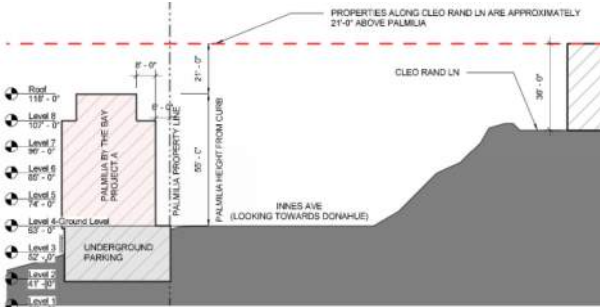 PROPERTIES ALONG CLEO RAND LN ARE APPROXIMATELY
21'-0" ABOVE PALMILIA
8' - 0"
21' - 0"
CLEO RAND LN
36' - 0"
Roof
118' - 0"
Level 8
107' - 0"
Level 7
96' - 0"
Level 6
85' - 0"
Level 5
74' - 0"
Level 4-Ground Level
63' - 0"
Level 3
52' - 0"
Level 2
41' - 0"
Level 1
PALMILIA BY THE BAY
PROJECT A
6' - 0"
PALMILIA PROPERTY LINE
PALMILIA HEIGHT FROM CURB
55' - 0"
INNES AVE
(LOOKING TOWARDS DONAHUE)
UNDERGROUND
PARKING